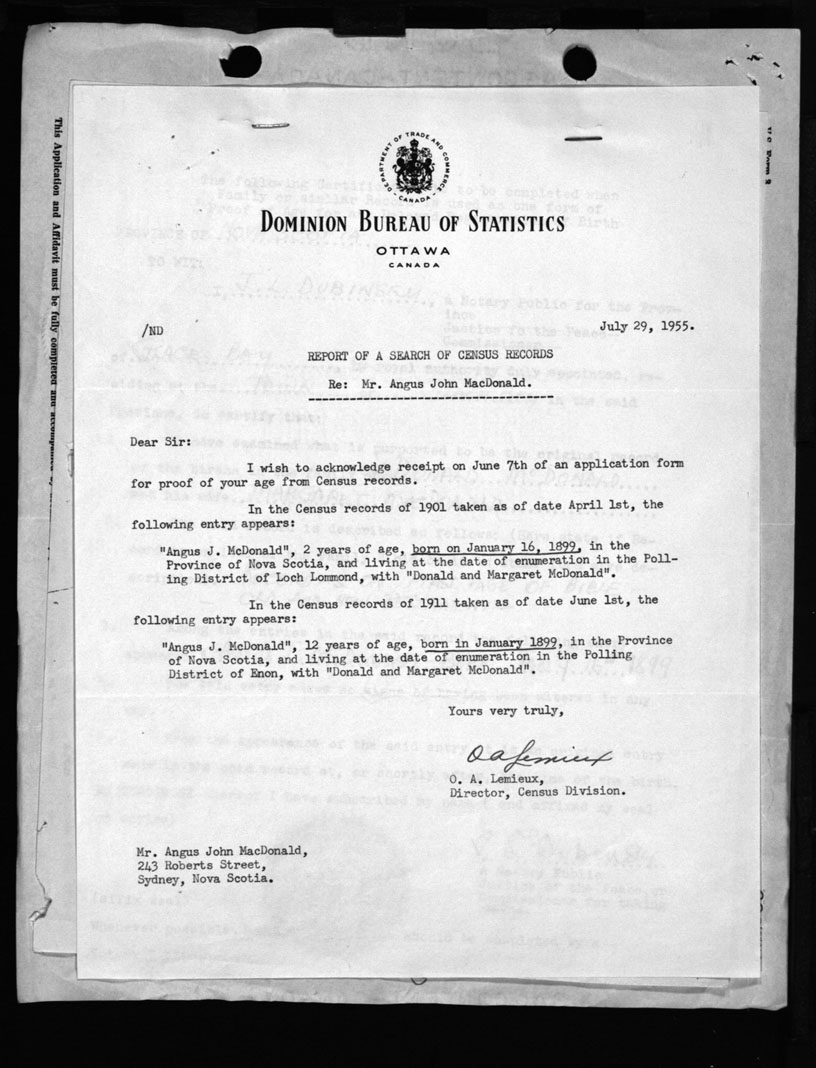 DEPARTMENT OF TRADE AND COMMERCE
CANADA
DOMINION BUREAU OF STATISTICS
OTTAWA
CANADA
/ND
July 29, 1955.
REPORT OF A SEARCH OF CENSUS RECORDS
Re: Mr. Angus John MacDonald.
Dear Sir:
I wish to acknowledge receipt on June 7th of an application form
for proof of your age from Census records.
In the Census records of 1901 taken as of date April 1st, the
following entry appears:
"Angus J. McDonald", 2 years of age, born on January 16, 1899, in the
Province of Nova Scotia, and living at the date of enumeration in the Poll-
ing District of Loch Lommond, with "Donald and Margaret McDonald".
In the Census records of 1911 taken as of date June 1st, the
following entry appears:
"Angus J. McDonald", 12 years of age, born in January 1899, in the Province
of Nova Scotia, and living at the date of enumeration in the Polling
District of Enon, with "Donald and Margaret McDonald".
Yours very truly,
O A Lemieux
O. A. Lemieux,
Director, Census Division.
Mr. Angus John MacDonald,
243 Roberts Street,
Sydney, Nova Scotia.
This Application and Affidavit must be fully completed and accompanied